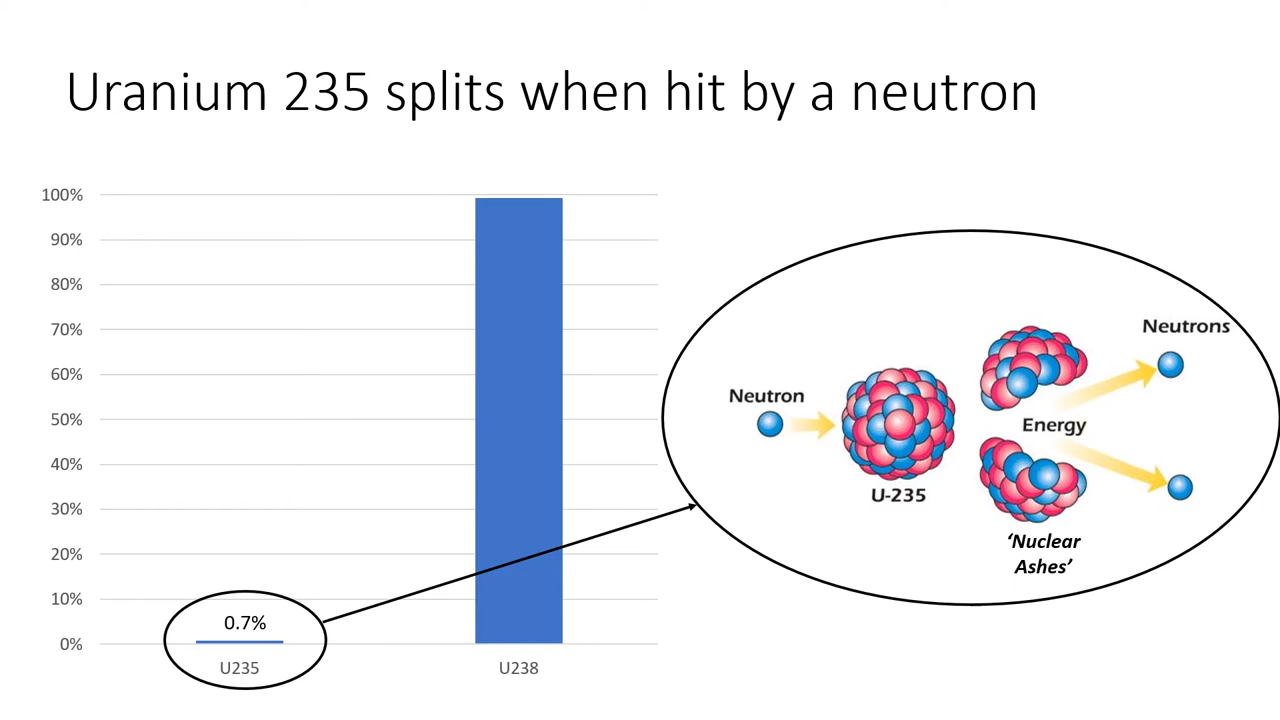 Uranium 235 splits when hit by a neutron
100%
90%
80%
70%
60%
50%
40%
30%
20%
10%
0%
0.7%
U235
U238
Neutron
U-235
Neutrons
Energy
‘Nuclear
Ashes’